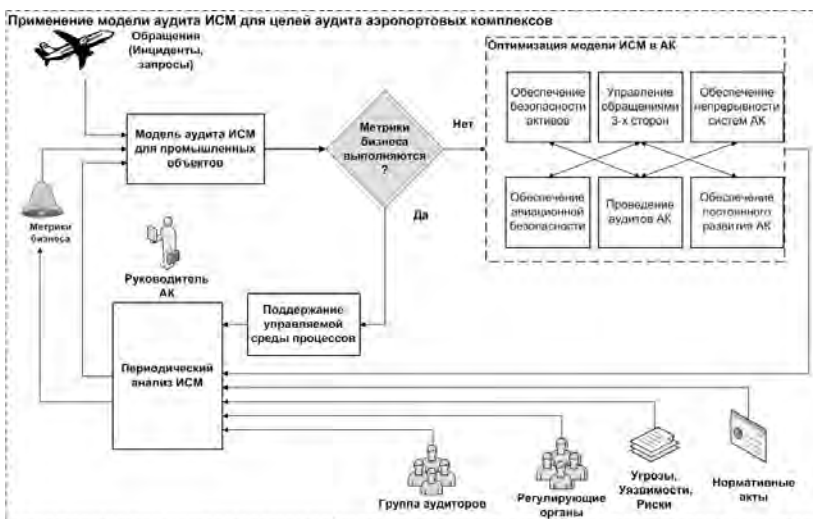 Применение модели аудита ИСМ для целей аудита аэропортовых комплексов
Обращения
(Инциденты,
запросы)
Оптимизация модели ИСМ в АК
Обеспечение
безопасности
активов
Управление
обращениями
3-х сторон
Обеспечение
непрерывности
систем АК
Модель аудита ИСМ
для промышленных
объектов
Метрики
бизнеса
выполняются
?
Нет
Да
Обеспечение
авиационной
безопасности
Проведение
аудитов АК
Обеспечение
постоянного
развития АК
Метрики
бизнеса
Руководитель
АК
Поддержание
управляемой
среды процессов
Периодический
анализ ИСМ
Группа аудиторов
Регулирующие
органы
Угрозы,
Уязвимости,
Риски
Нормативные
акты